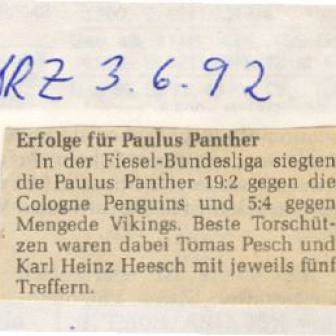 RZ 3.6.92
Erfolge für Paulus Panther
In der Fiesel-Bundesliga siegten
die Paulus Panther 19:2 gegen die
Cologne Penguins und 5:4 gegen
Mengede Vikings. Beste Torschüt-
zen waren dabei Tomas Pesch und
Karl Heinz Heesch mit jeweils fünf
Treffern.